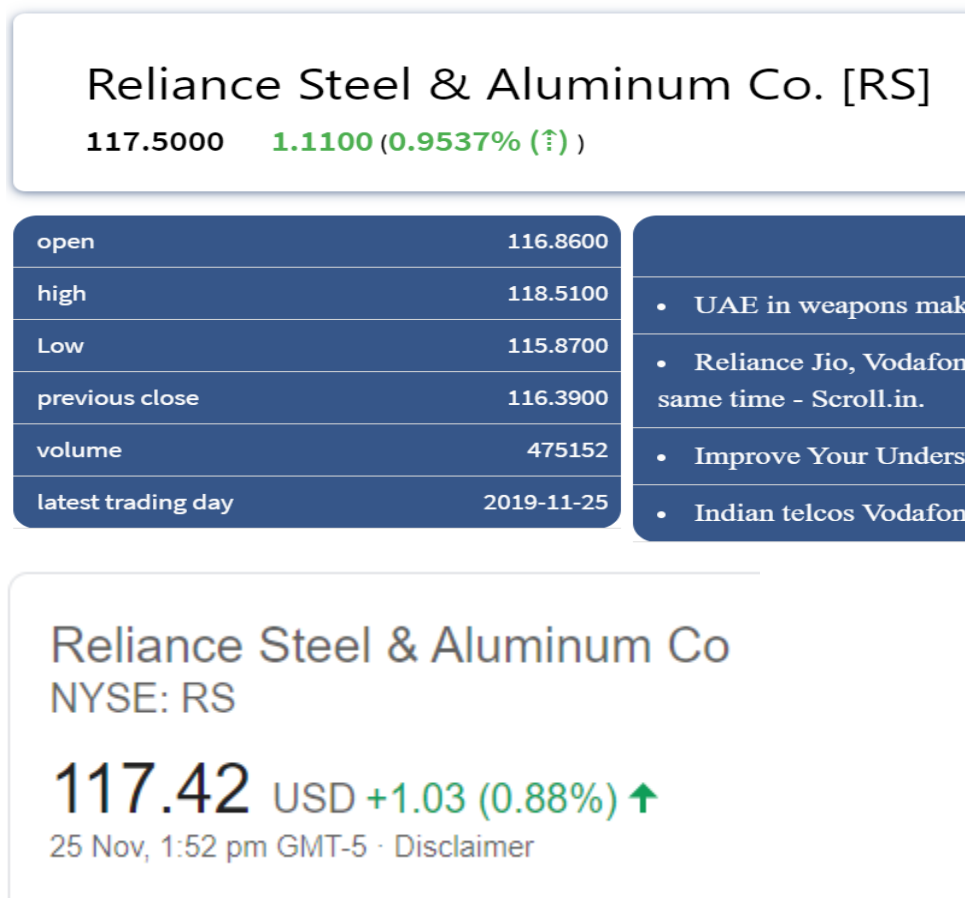 Reliance Steel & Aluminum Co. [RS]
117.5000 1.1100 (0.9537% (⇡) )
open 116.8600
high 118.5100
Low 115.8700
previous close 116.3900
volume 475152
latest trading day 2019-11-25
• UAE in weapons mak
• Reliance Jio, Vodafon
same time - Scroll.in.
• Improve Your Unders
• Indian telcos Vodafon
Reliance Steel & Aluminum Co
NYSE: RS
117.42 USD +1.03 (0.88%) ↑
25 Nov, 1:52 pm GMT-5 · Disclaimer